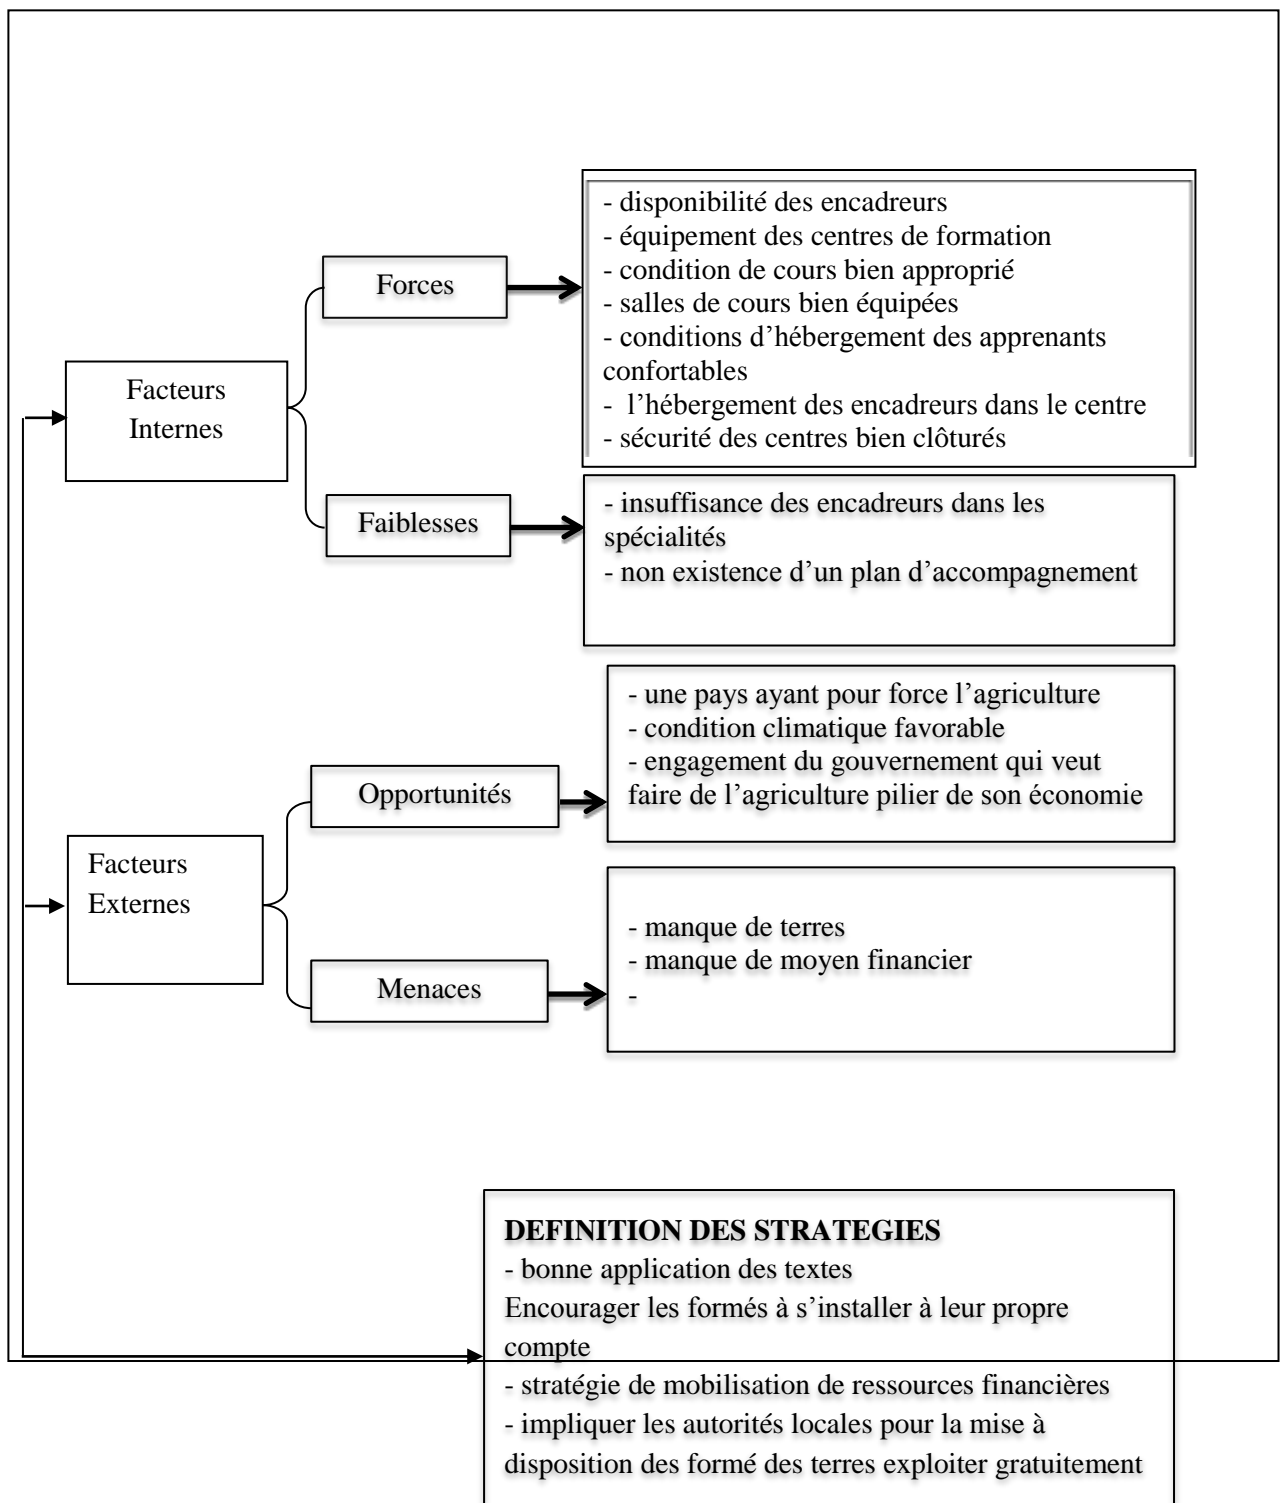 - disponibilité des encadreurs
- équipement des centres de formation
- condition de cours bien approprié
- salles de cours bien équipées
- conditions d’hébergement des apprenants
confortables
-  l’hébergement des encadreurs dans le centre
- sécurité des centres bien clôturés
Forces
Facteurs
Internes
Faiblesses
- insuffisance des encadreurs dans les
spécialités
- non existence d’un plan d’accompagnement
- une pays ayant pour force l’agriculture
- condition climatique favorable
- engagement du gouvernement qui veut
faire de l’agriculture pilier de son économie
Opportunités
Facteurs
Externes
Menaces
- manque de terres
- manque de moyen financier
-
DEFINITION DES STRATEGIES
- bonne application des textes
Encourager les formés à s’installer à leur propre
compte
- stratégie de mobilisation de ressources financières
- impliquer les autorités locales pour la mise à
disposition des formé des terres exploiter gratuitement